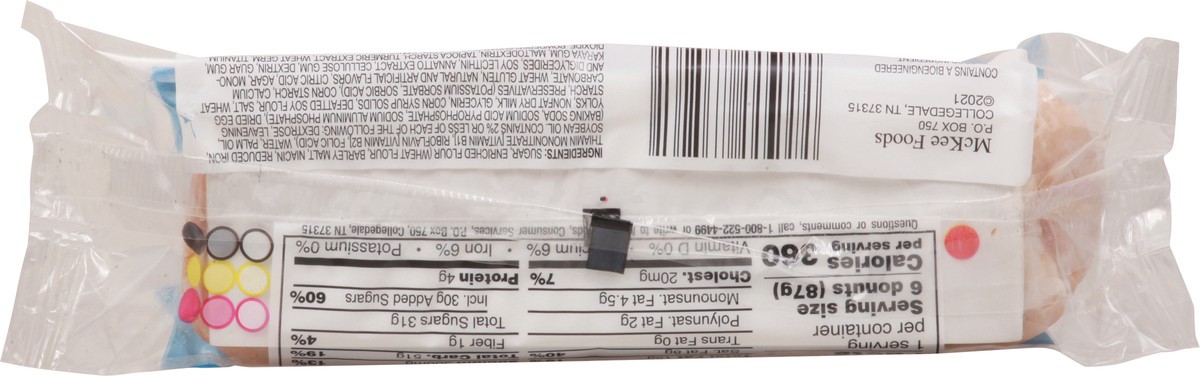 1 serving
per container
Serving size
6 donuts (87g)
Calories
per serving 360
40%
Trans Fat 0g
Polyunsat. Fat 2g
Monounsat. Fat 4.5g
Cholest. 20mg 7%
13%
Total Carb. 51g 19%
Fiber 1g 4%
Total Sugars 31g
Incl. 30g Added Sugars 60%
Protein 4g
Vitamin D 0% 6% • Iron 6% • Potassium 0%
Questions or comments, call 1-800-522-4499 or write to Foods, Consumer Services, P.O. Box 750, Collegedale, TN 37315
McKee Foods
P.O. BOX 750
COLLEGEDALE, TN 37315
©2021
CONTAINS A BIOENGINEERED
INGREDIENTS: SUGAR, ENRICHED FLOUR (WHEAT FLOUR, BARLEY MALT, NIACIN, REDUCED IRON,
THIAMIN MONONITRATE [VITAMIN B1], RIBOFLAVIN [VITAMIN B2], FOLIC ACID), WATER, PALM OIL,
SOYBEAN OIL, CONTAINS 2% OR LESS OF EACH OF THE FOLLOWING: DEXTROSE, LEAVENING
(BAKING SODA, SODIUM ACID PYROPHOSPHATE, SODIUM ALUMINUM PHOSPHATE), DRIED EGG
YOLKS, NONFAT DRY MILK, GLYCERIN, CORN SYRUP SOLIDS, DEFATTED SOY FLOUR, SALT, WHEAT
STARCH, PRESERVATIVES (POTASSIUM SORBATE, SORBIC ACID), CORN STARCH, CALCIUM
CARBONATE, WHEAT GLUTEN, NATURAL AND ARTIFICIAL FLAVORS, CITRIC ACID, AGAR, MONO-
AND DIGLYCERIDES, SOY LECITHIN, ANNATTO EXTRACT, CELLULOSE GUM, DEXTRIN, GUAR GUM,
KARAYA GUM, MALTODEXTRIN, TAPIOCA STARCH, TURMERIC EXTRACT, WHEAT GERM, TITANIUM